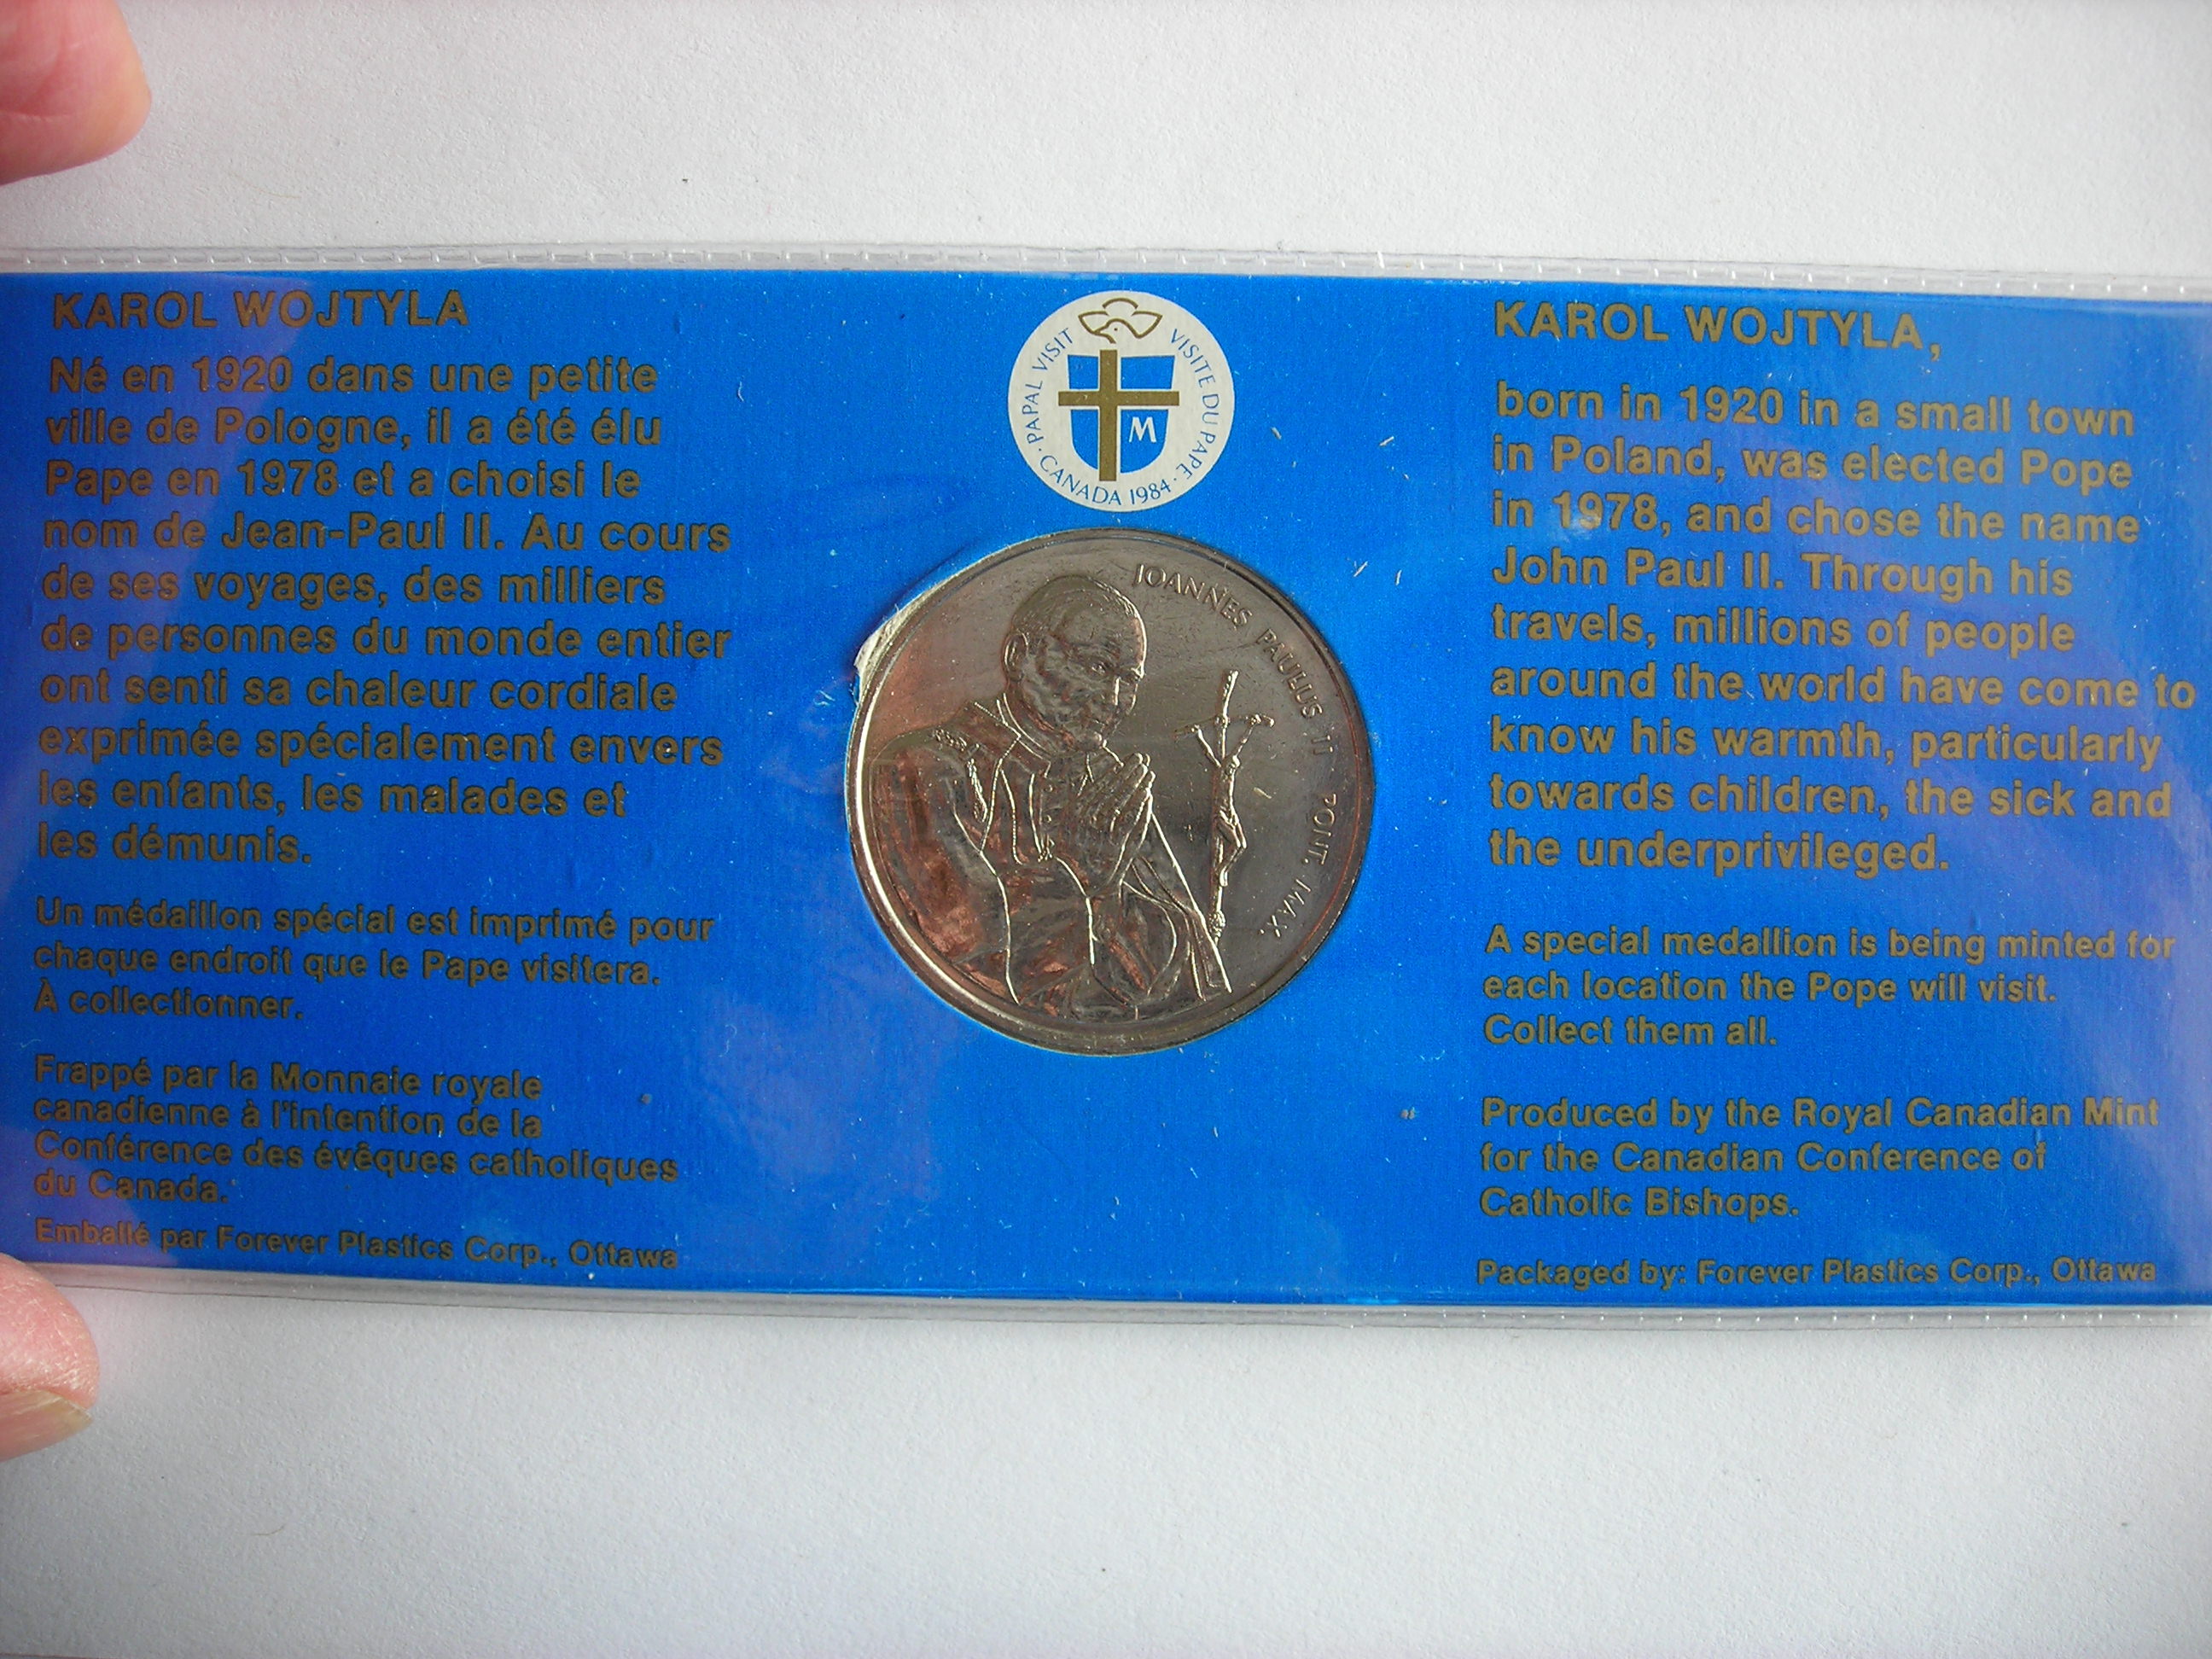 KAROL WOJTYLA
Né en 1920 dans une petite
ville de Pologne, il a été élu
Pape en 1978 et a choisi le
nom de Jean-Paul II. Au cours
de ses voyages, des milliers
de personnes du monde entier
ont senti sa chaleur cordiale
exprimée spécialement envers
les enfants, les malades et
les démunis.
Un médaillon spécial est imprimé pour
chaque endroit que le Pape visitera.
À collectionner.
Frappé par la Monnaie royale
canadienne à l'intention de la
Conférence des évêques catholiques
du Canada.
Emballé par Forever Plastics Corp., Ottawa
PAPAL VISIT
VISITE DU PAPE
· CANADA 1984 ·
M
IOANNES PAULUS II PONT. MAX.
KAROL WOJTYLA,
born in 1920 in a small town
in Poland, was elected Pope
in 1978, and chose the name
John Paul II. Through his
travels, millions of people
around the world have come to
know his warmth, particularly
towards children, the sick and
the underprivileged.
A special medallion is being minted for
each location the Pope will visit.
Collect them all.
Produced by the Royal Canadian Mint
for the Canadian Conference of
Catholic Bishops.
Packaged by: Forever Plastics Corp., Ottawa